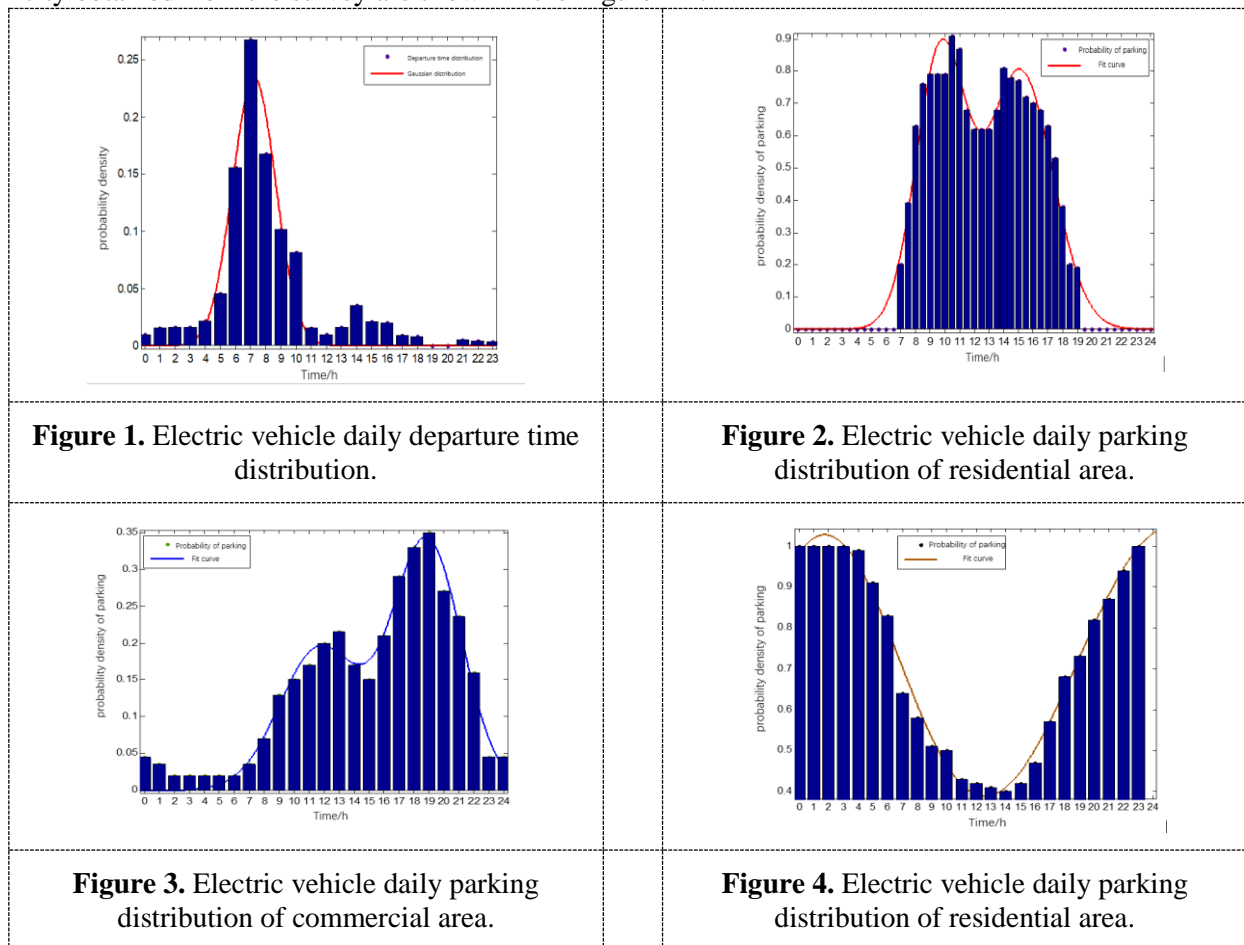 0.25
0.2
0.15
0.1
0.05
0
probability density
Departure time distribution
Gaussian distribution
0 1 2 3 4 5 6 7 8 9 10 11 12 13 14 15 16 17 18 19 20 21 22 23
Time/h
0.9
0.8
0.7
0.6
0.5
0.4
0.3
0.2
0.1
0
probability density of parking
Probability of parking
Fit curve
0 1 2 3 4 5 6 7 8 9 10 11 12 13 14 15 16 17 18 19 20 21 22 23 24
Time/h
Figure 1. Electric vehicle daily departure time
distribution.
Figure 2. Electric vehicle daily parking
distribution of residential area.
0.35
0.3
0.25
0.2
0.15
0.1
0.05
0
probability density of parking
Probability of parking
Fit curve
0 1 2 3 4 5 6 7 8 9 10 11 12 13 14 15 16 17 18 19 20 21 22 23 24
Time/h
1
0.9
0.8
0.7
0.6
0.5
0.4
probability density of parking
Probability of parking
Fit curve
0 1 2 3 4 5 6 7 8 9 10 11 12 13 14 15 16 17 18 19 20 21 22 23 24
Time/h
Figure 3. Electric vehicle daily parking
distribution of commercial area.
Figure 4. Electric vehicle daily parking
distribution of residential area.